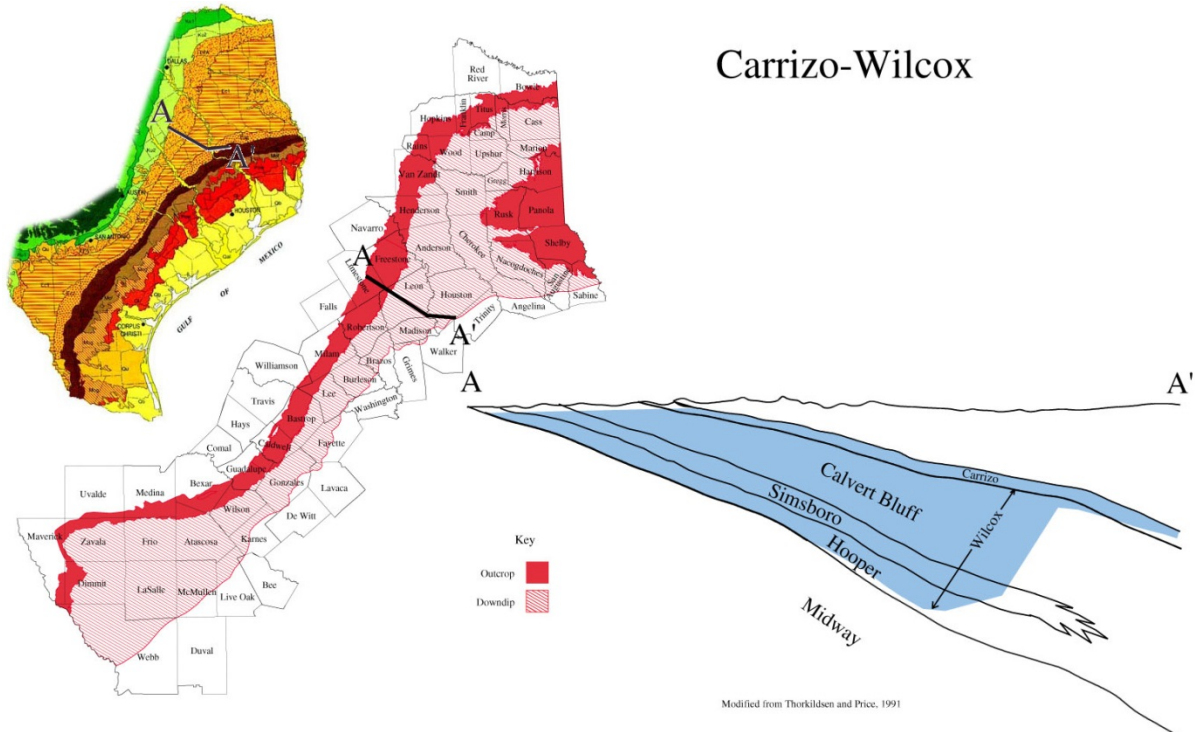 Carrizo-Wilcox
DALLAS
A
A'
AUSTIN
HOUSTON
SAN ANTONIO
CORPUS
CHRISTI
GULF
OF
MEXICO
Red
River
Bowie
Franklin
Titus
Morris
Hopkins
Cass
Camp
Rains
Wood
Upshur
Marion
Van Zandt
Gregg
Harrison
Smith
Henderson
Rusk
Panola
Navarro
Anderson
Cherokee
Shelby
Freestone
Nacogdoches
San
Augustine
A
Limestone
Leon
Houston
Sabine
Falls
Angelina
Trinity
Robertson
Madison
A'
Milam
Walker
Brazos
Grimes
Williamson
Burleson
Washington
Lee
Travis
Bastrop
Hays
Fayette
Caldwell
Comal
Guadalupe
Gonzales
Lavaca
Bexar
Medina
Uvalde
Wilson
De Witt
Maverick
Zavala
Frio
Atascosa
Karnes
Bee
Dimmit
LaSalle
McMullen
Live Oak
Webb
Duval
Key
Outcrop
Downdip
A
A'
Carrizo
Calvert Bluff
Simsboro
Wilcox
Hooper
Midway
Modified from Thorkildsen and Price, 1991